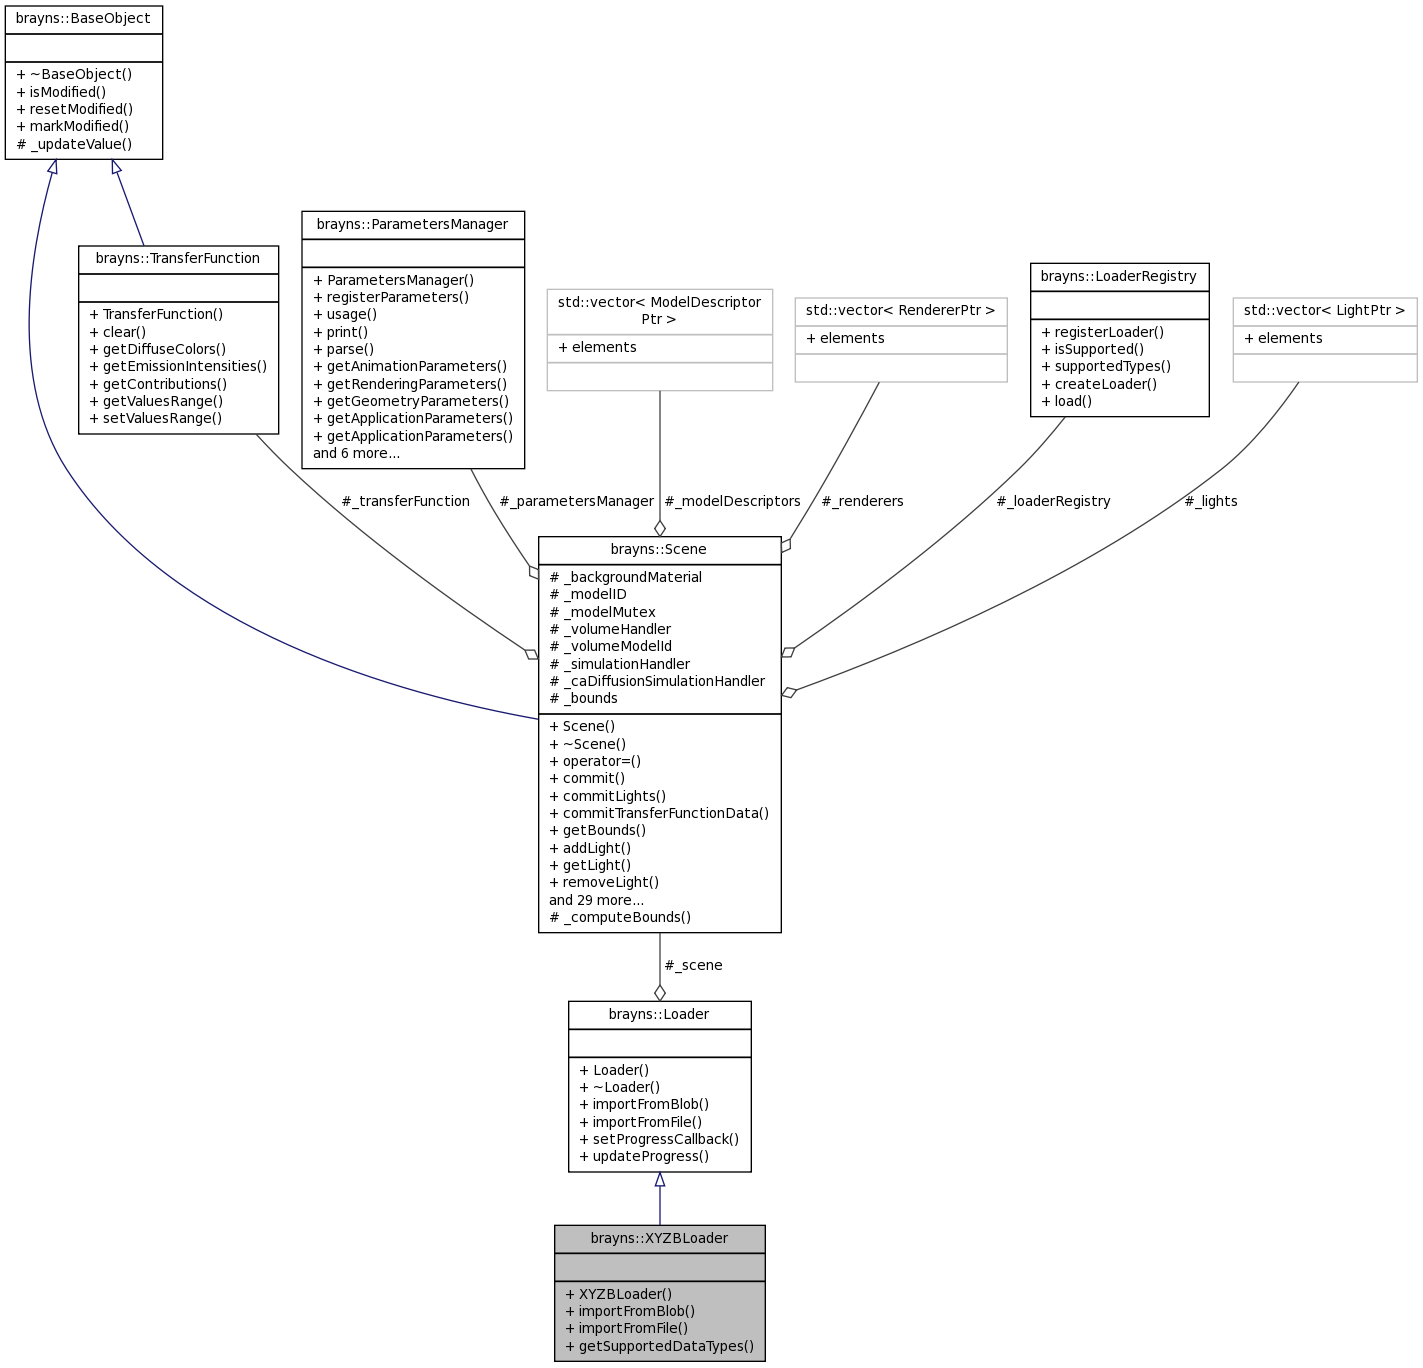 brayns::BaseObject
+ ~BaseObject()
+ isModified()
+ resetModified()
+ markModified()
# _updateValue()
brayns::TransferFunction
+ TransferFunction()
+ clear()
+ getDiffuseColors()
+ getEmissionIntensities()
+ getContributions()
+ getValuesRange()
+ setValuesRange()
brayns::ParametersManager
+ ParametersManager()
+ registerParameters()
+ usage()
+ print()
+ parse()
+ getAnimationParameters()
+ getRenderingParameters()
+ getGeometryParameters()
+ getApplicationParameters()
+ getApplicationParameters()
and 6 more...
std::vector< ModelDescriptor
Ptr >
+ elements
std::vector< RendererPtr >
+ elements
brayns::LoaderRegistry
+ registerLoader()
+ isSupported()
+ supportedTypes()
+ createLoader()
+ load()
std::vector< LightPtr >
+ elements
#_transferFunction
#_parametersManager
#_modelDescriptors
#_renderers
#_loaderRegistry
#_lights
brayns::Scene
# _backgroundMaterial
# _modelID
# _modelMutex
# _volumeHandler
# _volumeModelId
# _simulationHandler
# _caDiffusionSimulationHandler
# _bounds
+ Scene()
+ ~Scene()
+ operator=()
+ commit()
+ commitLights()
+ commitTransferFunctionData()
+ getBounds()
+ addLight()
+ getLight()
+ removeLight()
and 29 more...
# _computeBounds()
#_scene
brayns::Loader
+ Loader()
+ ~Loader()
+ importFromBlob()
+ importFromFile()
+ setProgressCallback()
+ updateProgress()
brayns::XYZBLoader
+ XYZBLoader()
+ importFromBlob()
+ importFromFile()
+ getSupportedDataTypes()